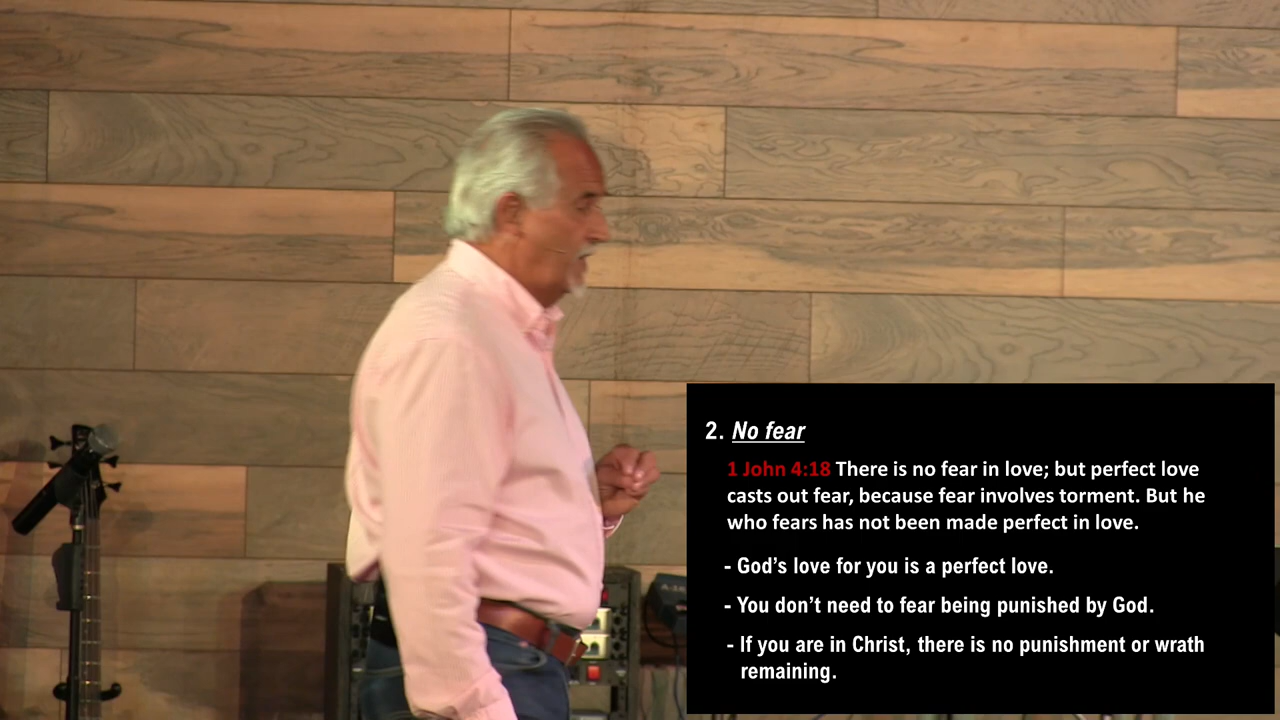 2. No fear
1 John 4:18 There is no fear in love; but perfect love
casts out fear, because fear involves torment. But he
who fears has not been made perfect in love.
- God's love for you is a perfect love.
- You don't need to fear being punished by God.
- If you are in Christ, there is no punishment or wrath
remaining.